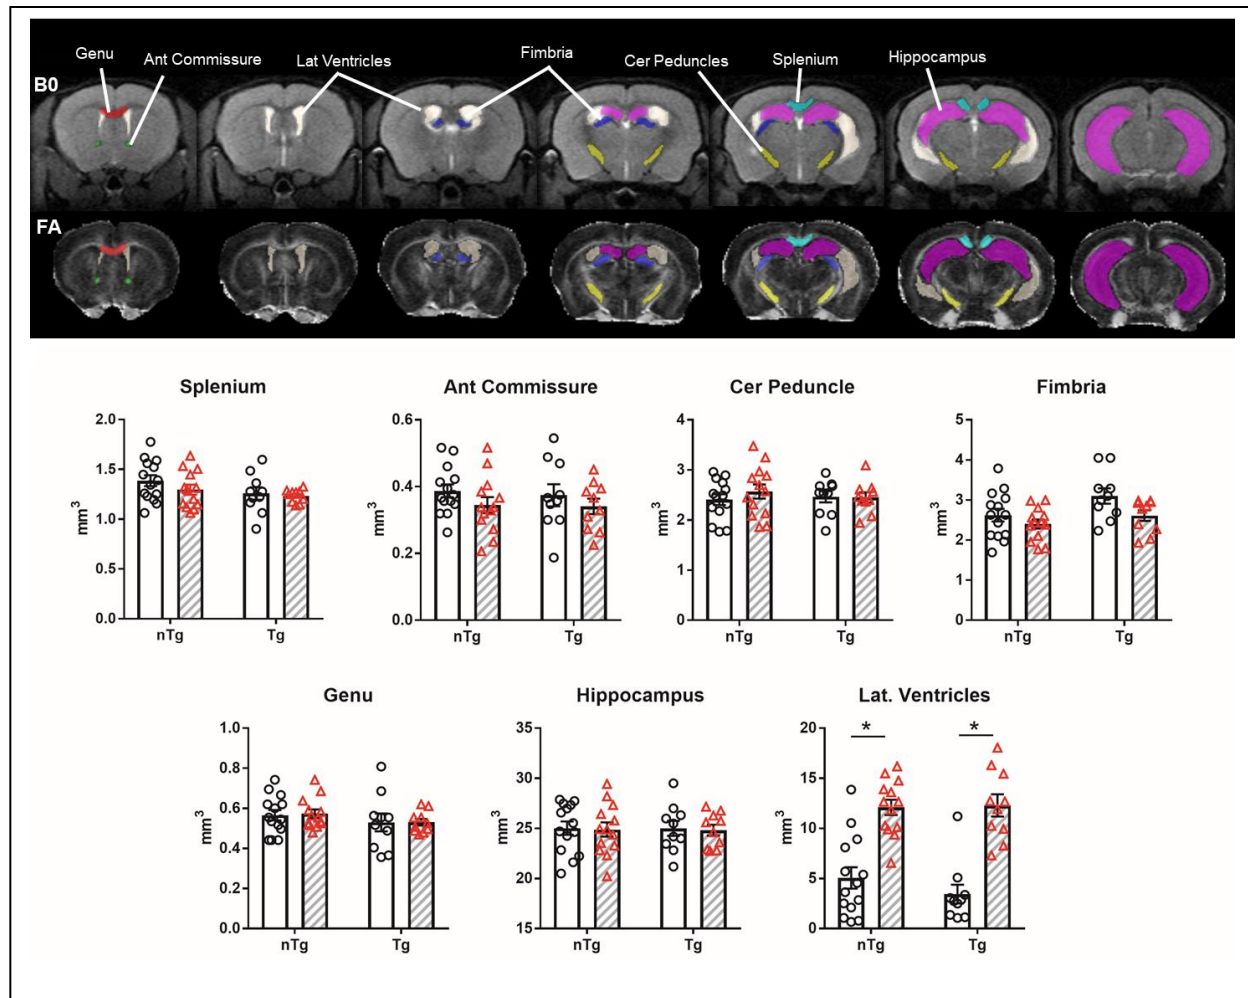 Genu
Ant Commissure
Lat Ventricles
Fimbria
Cer Peduncles
Splenium
Hippocampus
B0
FA
Splenium
2.0
1.5
1.0
0.5
0.0
mm³
nTg
Tg
Ant Commissure
0.6
0.4
0.2
0.0
mm³
nTg
Tg
Cer Peduncle
4
3
2
1
0
mm³
nTg
Tg
Fimbria
5
4
3
2
1
0
mm³
nTg
Tg
Genu
1.0
0.8
0.6
0.4
0.2
0.0
mm³
nTg
Tg
Hippocampus
35
30
25
20
15
mm³
nTg
Tg
Lat. Ventricles
20
15
10
5
0
mm³
*
*
nTg
Tg